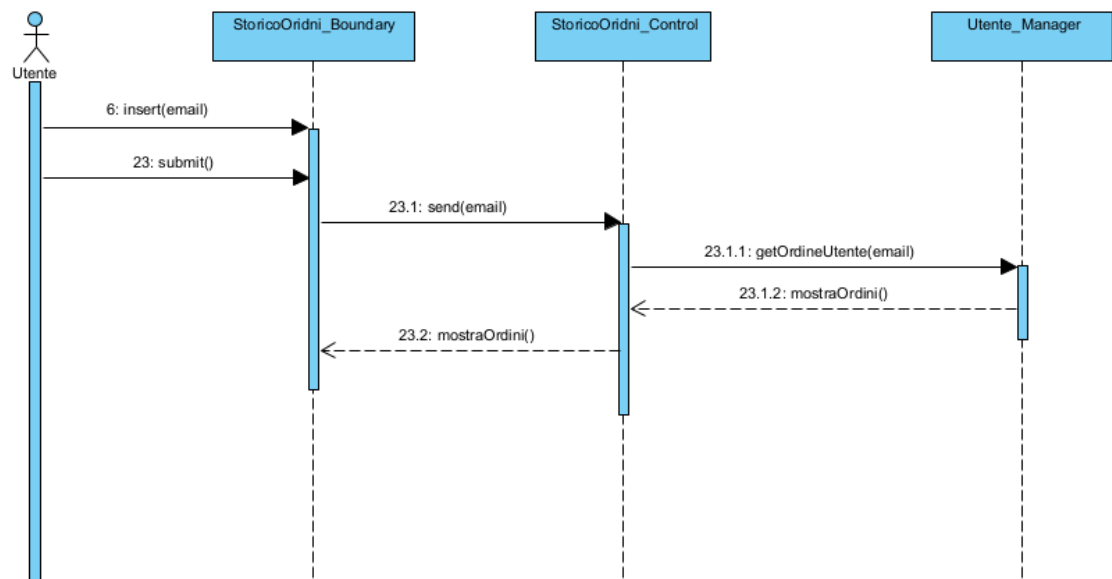 StoricoOridni_Boundary
StoricoOridni_Control
Utente_Manager
Utente
6: insert(email)
23: submit()
23.1: send(email)
23.1.1: getOrdineUtente(email)
23.1.2: mostraOrdini()
23.2: mostraOrdini()